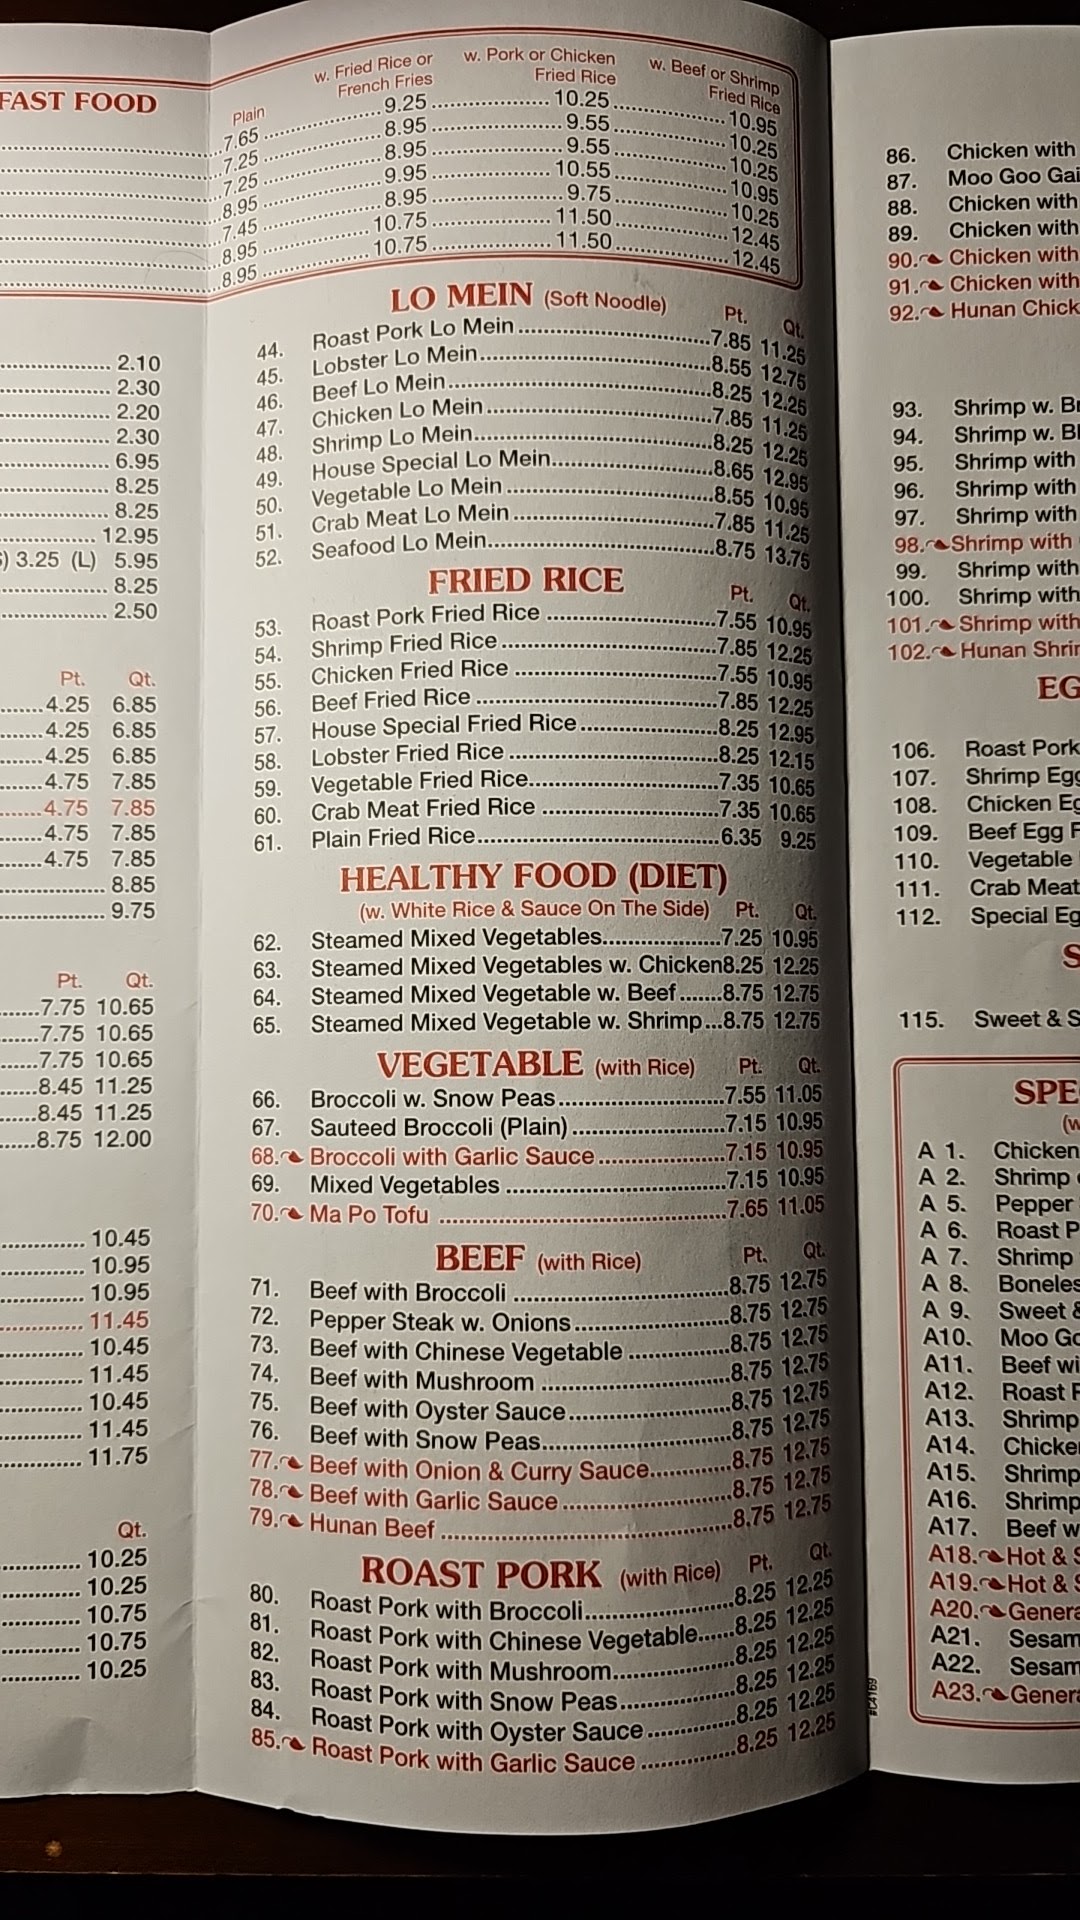 FAST FOOD
2.10
2.30
2.20
2.30
6.95
8.25
8.25
12.95
3.25 (L) 5.95
8.25
2.50
Pt. Qt.
4.25 6.85
4.25 6.85
4.25 6.85
4.75 7.85
4.75 7.85
4.75 7.85
4.75 7.85
8.85
9.75
Pt. Qt.
7.75 10.65
7.75 10.65
7.75 10.65
8.45 11.25
8.45 11.25
8.75 12.00
10.45
10.95
10.95
11.45
10.45
11.45
10.45
11.45
11.75
Qt.
10.25
10.25
10.75
10.75
10.25
Plain w. Fried Rice or French Fries w. Pork or Chicken Fried Rice w. Beef or Shrimp Fried Rice
7.65 9.25 10.25 10.95
7.25 8.95 9.55 10.25
7.25 8.95 9.55 10.25
8.95 9.95 10.55 10.95
7.45 8.95 9.75 10.25
8.95 10.75 11.50 12.45
8.95 10.75 11.50 12.45
LO MEIN (Soft Noodle) Pt. Qt.
44. Roast Pork Lo Mein 7.85 11.25
45. Lobster Lo Mein 8.55 12.75
46. Beef Lo Mein 8.25 12.25
47. Chicken Lo Mein 7.85 11.25
48. Shrimp Lo Mein 8.25 12.25
49. House Special Lo Mein 8.65 12.95
50. Vegetable Lo Mein 8.55 10.95
51. Crab Meat Lo Mein 7.85 11.25
52. Seafood Lo Mein 8.75 13.75
FRIED RICE Pt. Qt.
53. Roast Pork Fried Rice 7.55 10.95
54. Shrimp Fried Rice 7.85 12.25
55. Chicken Fried Rice 7.55 10.95
56. Beef Fried Rice 7.85 12.25
57. House Special Fried Rice 8.25 12.95
58. Lobster Fried Rice 8.25 12.15
59. Vegetable Fried Rice 7.35 10.65
60. Crab Meat Fried Rice 7.35 10.65
61. Plain Fried Rice 6.35 9.25
HEALTHY FOOD (DIET)
(w. White Rice & Sauce On The Side) Pt. Qt.
62. Steamed Mixed Vegetables 7.25 10.95
63. Steamed Mixed Vegetables w. Chicken 8.25 12.25
64. Steamed Mixed Vegetable w. Beef 8.75 12.75
65. Steamed Mixed Vegetable w. Shrimp 8.75 12.75
VEGETABLE (with Rice) Pt. Qt.
66. Broccoli w. Snow Peas 7.55 11.05
67. Sauteed Broccoli (Plain) 7.15 10.95
68. Broccoli with Garlic Sauce 7.15 10.95
69. Mixed Vegetables 7.15 10.95
70. Ma Po Tofu 7.65 11.05
BEEF (with Rice) Pt. Qt.
71. Beef with Broccoli 8.75 12.75
72. Pepper Steak w. Onions 8.75 12.75
73. Beef with Chinese Vegetable 8.75 12.75
74. Beef with Mushroom 8.75 12.75
75. Beef with Oyster Sauce 8.75 12.75
76. Beef with Snow Peas 8.75 12.75
77. Beef with Onion & Curry Sauce 8.75 12.75
78. Beef with Garlic Sauce 8.75 12.75
79. Hunan Beef 8.75 12.75
ROAST PORK (with Rice) Pt. Qt.
80. Roast Pork with Broccoli 8.25 12.25
81. Roast Pork with Chinese Vegetable 8.25 12.25
82. Roast Pork with Mushroom 8.25 12.25
83. Roast Pork with Snow Peas 8.25 12.25
84. Roast Pork with Oyster Sauce 8.25 12.25
85. Roast Pork with Garlic Sauce 8.25 12.25
86. Chicken with
87. Moo Goo Gai
88. Chicken with
89. Chicken with
90. Chicken with
91. Chicken with
92. Hunan
93. Shrimp w.
94. Shrimp w.
95. Shrimp with
96. Shrimp with
97. Shrimp with
98. Shrimp with
99. Shrimp with
100. Shrimp with
101. Shrimp with
102. Hunan
106. Roast Pork
107. Shrimp
108. Chicken
109. Beef Egg
110. Vegetable
111. Crab Meat
112. Special
115. Sweet &
A 1. Chicken
A 2. Shrimp
A 5. Pepper
A 6. Roast
A 7. Shrimp
A 8.
A 9. Sweet
A10. Moo
A11. Beef
A12. Roast
A13. Shrimp
A14.
A15. Shrimp
A16. Shrimp
A17. Beef
A18. Hot &
A19. Hot &
A20.
A21.
A22.
A23.
#C4169